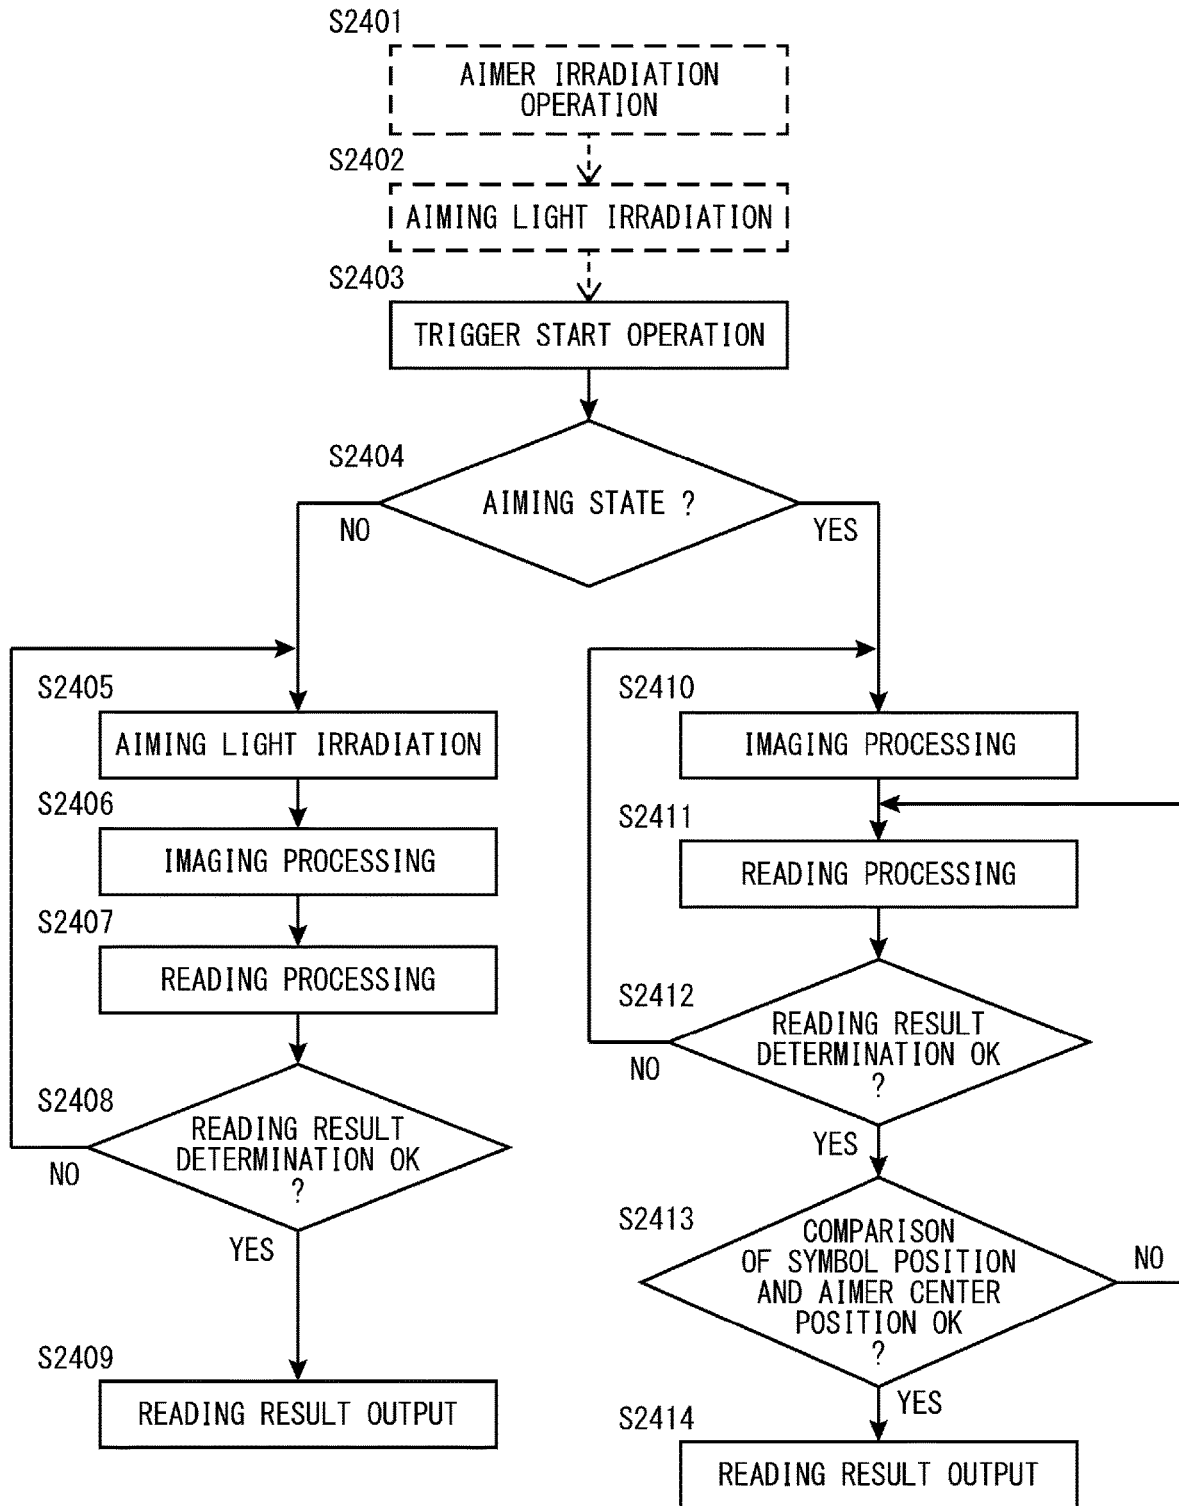 S2401
AIMER IRRADIATION
OPERATION
S2402
AIMING LIGHT IRRADIATION
S2403
TRIGGER START OPERATION
S2404
AIMING STATE ?
NO
YES
S2405
AIMING LIGHT IRRADIATION
S2406
IMAGING PROCESSING
S2407
READING PROCESSING
S2408
READING RESULT
DETERMINATION OK
?
NO
YES
S2409
READING RESULT OUTPUT
S2410
IMAGING PROCESSING
S2411
READING PROCESSING
S2412
READING RESULT
DETERMINATION OK
?
NO
YES
S2413
COMPARISON
OF SYMBOL POSITION
AND AIMER CENTER
POSITION OK
?
NO
YES
S2414
READING RESULT OUTPUT